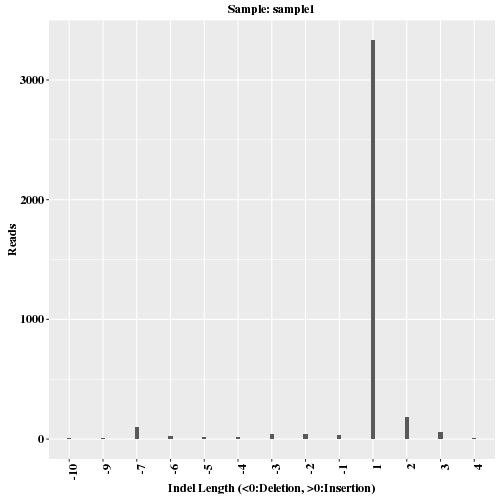 Sample: sample1
3000
2000
1000
0
Reads
-10 -9 -7 -6 -5 -4 -3 -2 -1 1 2 3 4
Indel Length (<0:Deletion, >0:Insertion)